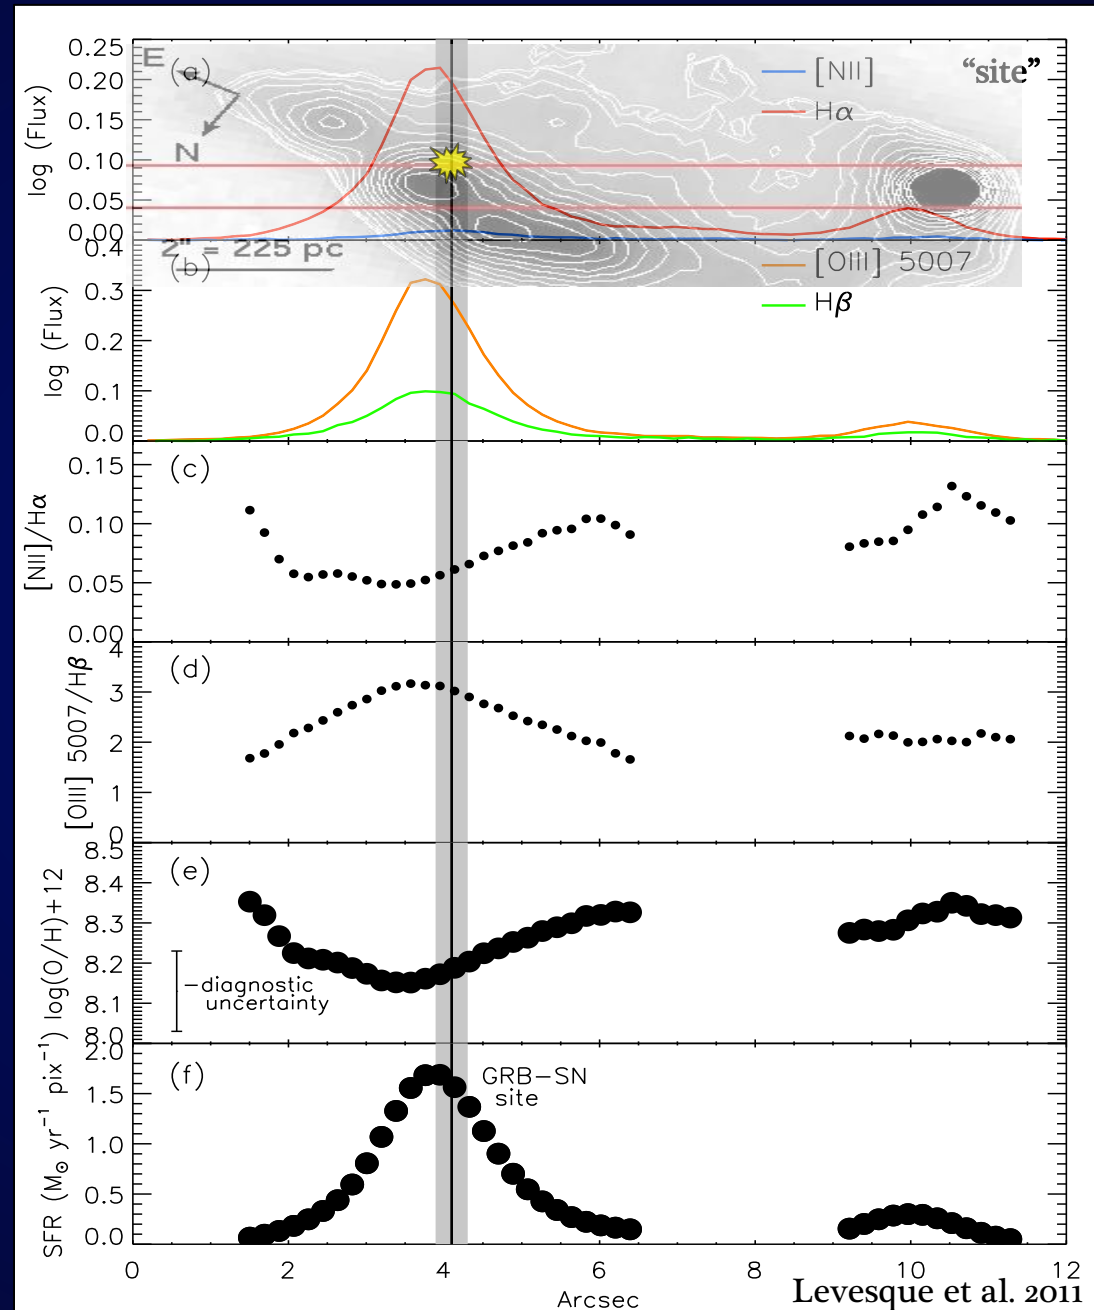 0.25
E
(a)
[NII]
"site"
0.20
Hα
0.15
N
0.10
0.05
0.00
log (Flux)
0.4
2" = 225 pc
(b)
[OIII] 5007
0.3
Hβ
0.2
0.1
0.0
log (Flux)
(c)
0.15
0.10
0.05
0.00
[NII]/Hα
4
(d)
3
2
1
0
[OIII] 5007/Hβ
8.5
(e)
8.4
8.3
8.2
–diagnostic
uncertainty
8.1
8.0
log(O/H)+12
2.0
(f)
GRB–SN
site
1.5
1.0
0.5
0.0
SFR (M⊙ yr⁻¹ pix⁻¹)
0 2 4 6 8 10 12
Arcsec
Levesque et al. 2011